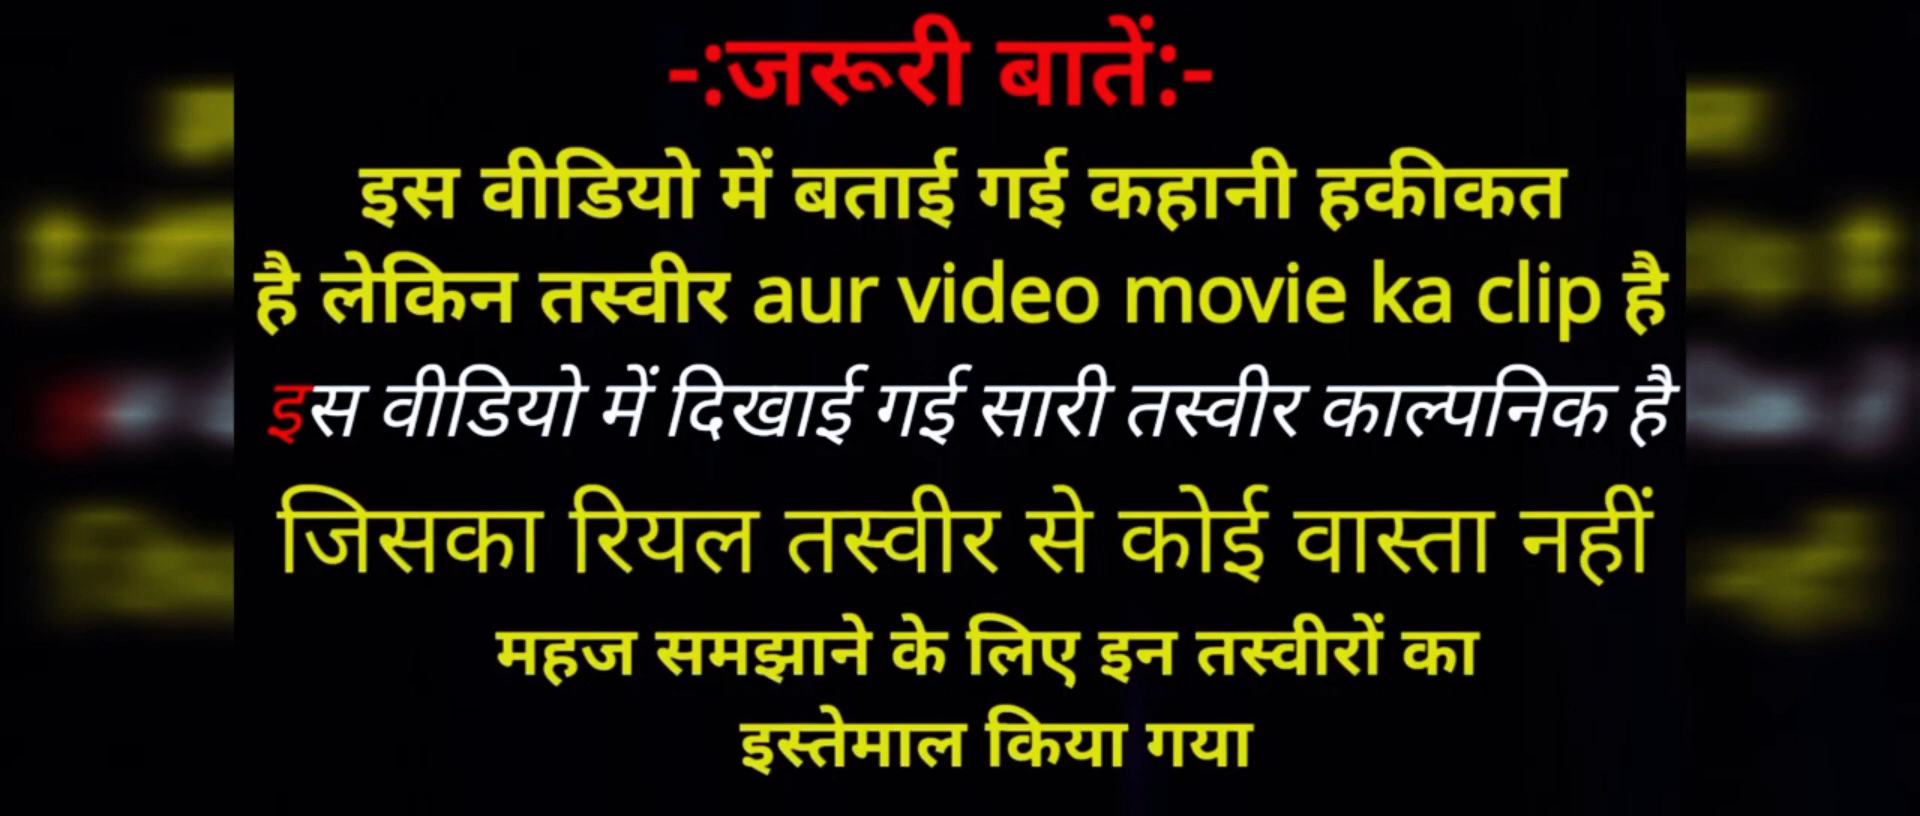 -:जरूरी बातें:-
इस वीडियो में बताई गई कहानी हकीकत
है लेकिन तस्वीर aur video movie ka clip है
इस वीडियो में दिखाई गई सारी तस्वीर काल्पनिक है
जिसका रियल तस्वीर से कोई वास्ता नहीं
महज समझाने के लिए इन तस्वीरों का
इस्तेमाल किया गया